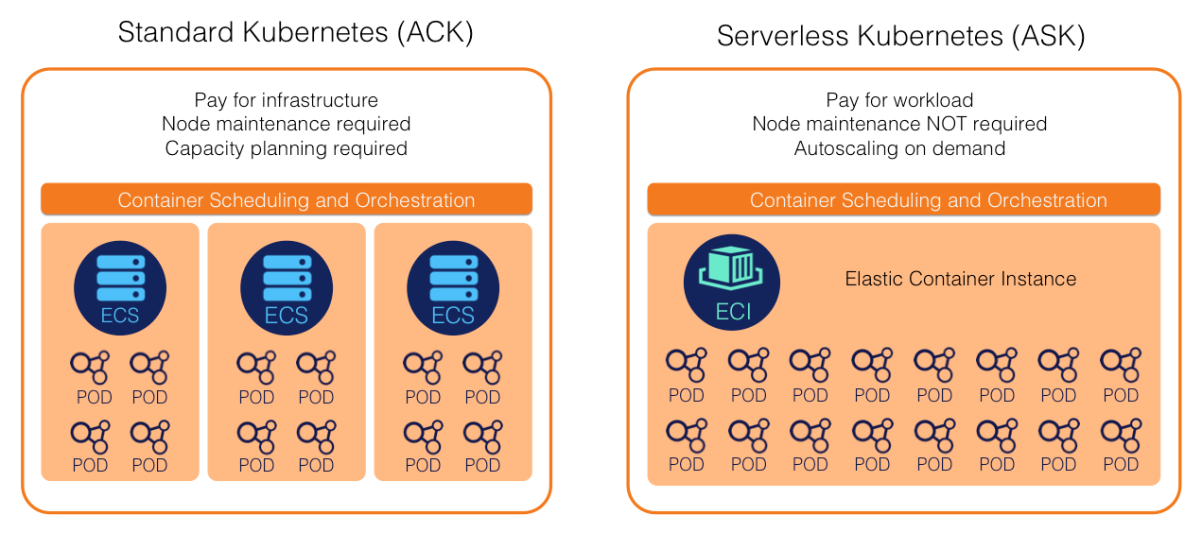 Standard Kubernetes (ACK)
Pay for infrastructure
Node maintenance required
Capacity planning required
Container Scheduling and Orchestration
ECS
ECS
ECS
POD POD
POD POD
POD POD
POD POD
POD POD
POD POD
Serverless Kubernetes (ASK)
Pay for workload
Node maintenance NOT required
Autoscaling on demand
Container Scheduling and Orchestration
ECI
Elastic Container Instance
POD POD POD POD POD POD POD POD
POD POD POD POD POD POD POD POD